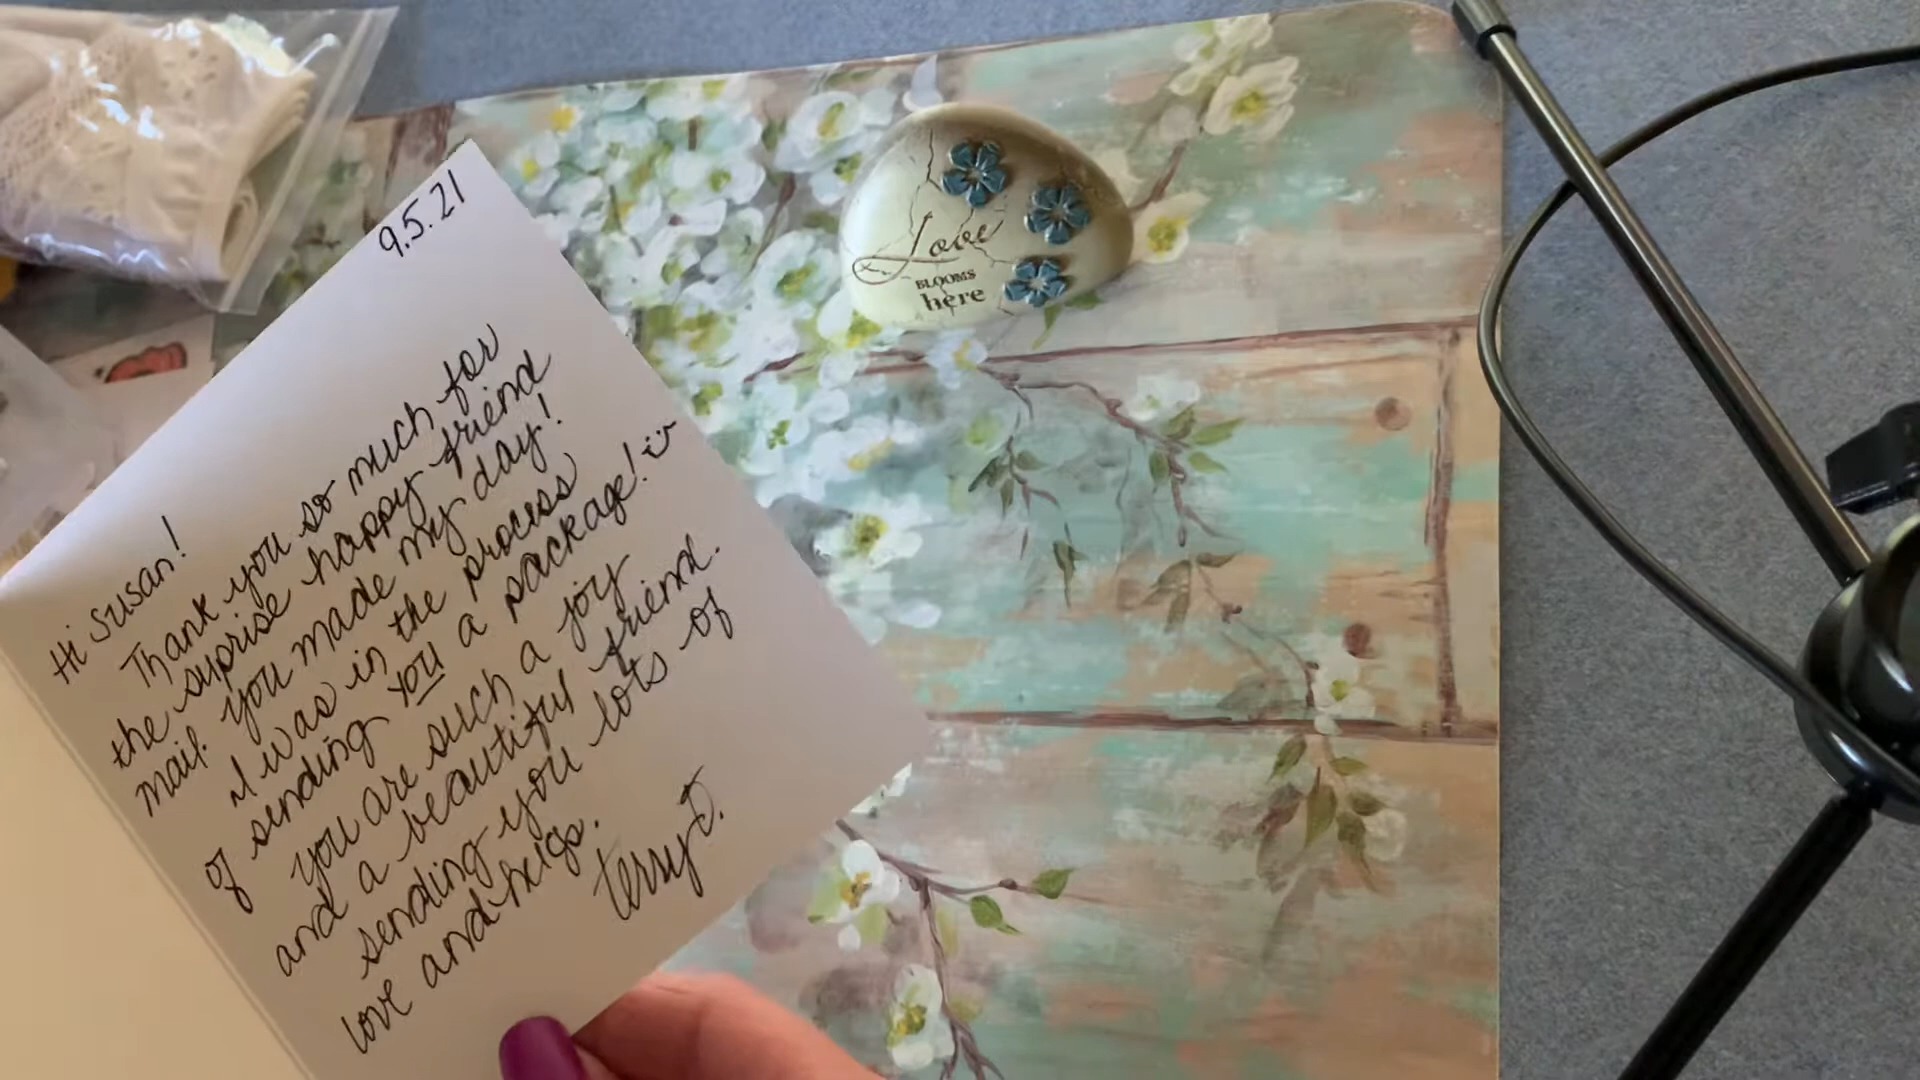 9.5.21
Hi Susan!
Thank you so much for
the suprise happy friend
mail. You made my day!
I was in the process
of sending you a package! :)
You are such a joy
and a beautiful friend.
Sending you lots of
love and hugs.
Terry D.
Love
BLOOMS
here